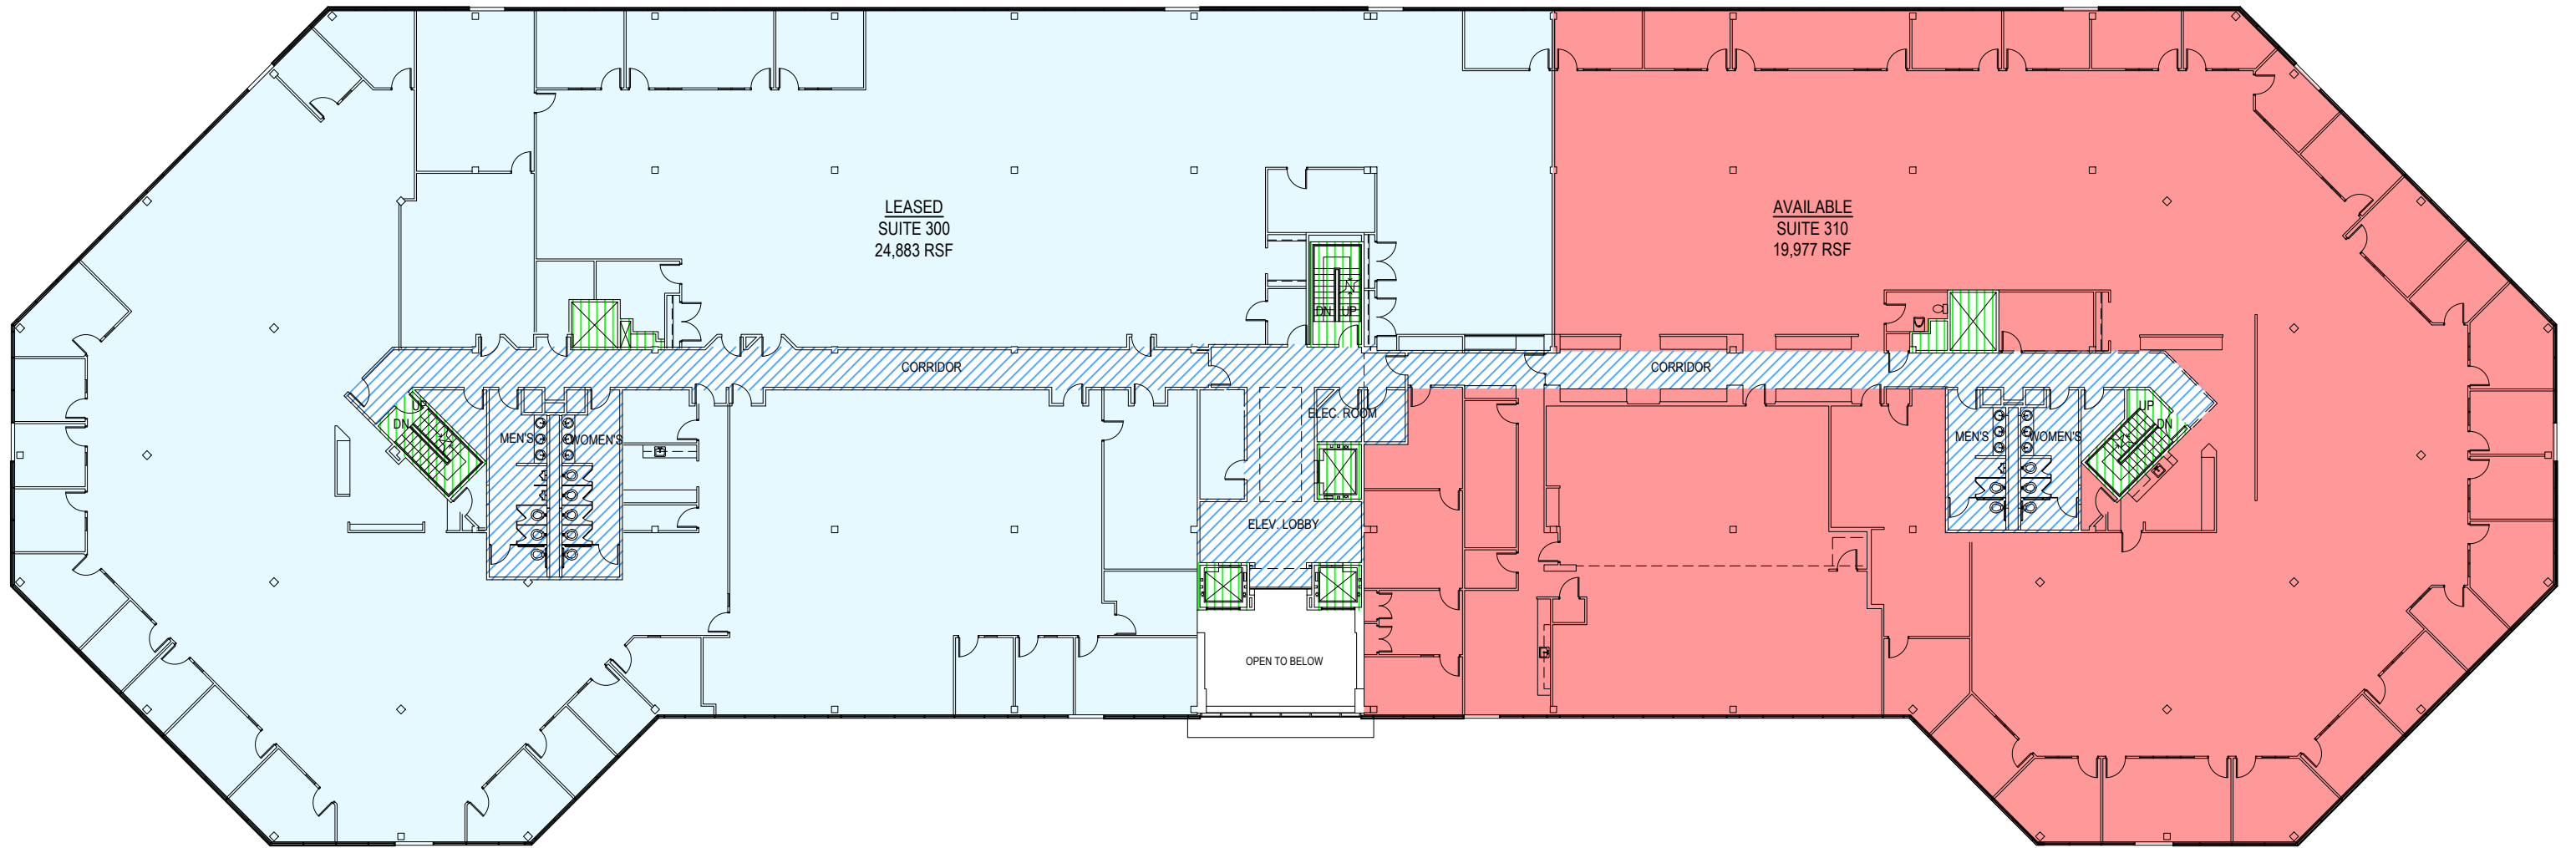 LEASED
SUITE 300
24,883 RSF
AVAILABLE
SUITE 310
19,977 RSF
DN
UP
CORRIDOR
CORRIDOR
UP
DN
ELEC. ROOM
UP
DN
MEN'S
WOMEN'S
MEN'S
WOMEN'S
ELEV. LOBBY
OPEN TO BELOW